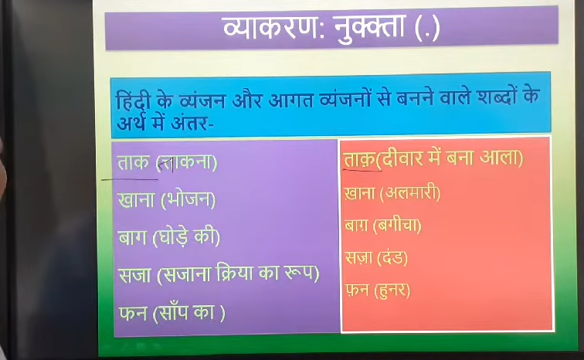 व्याकरण: नुक्क्ता (.)
हिंदी के व्यंजन और आगत व्यंजनों से बनने वाले शब्दों के
अर्थ में अंतर-
ताक (ताकना)
खाना (भोजन)
बाग (घोड़े की)
सजा (सजाना क्रिया का रूप)
फन (साँप का )
ताक़(दीवार में बना आला)
ख़ाना (अलमारी)
बाग़ (बगीचा)
सज़ा (दंड)
फ़न (हुनर)